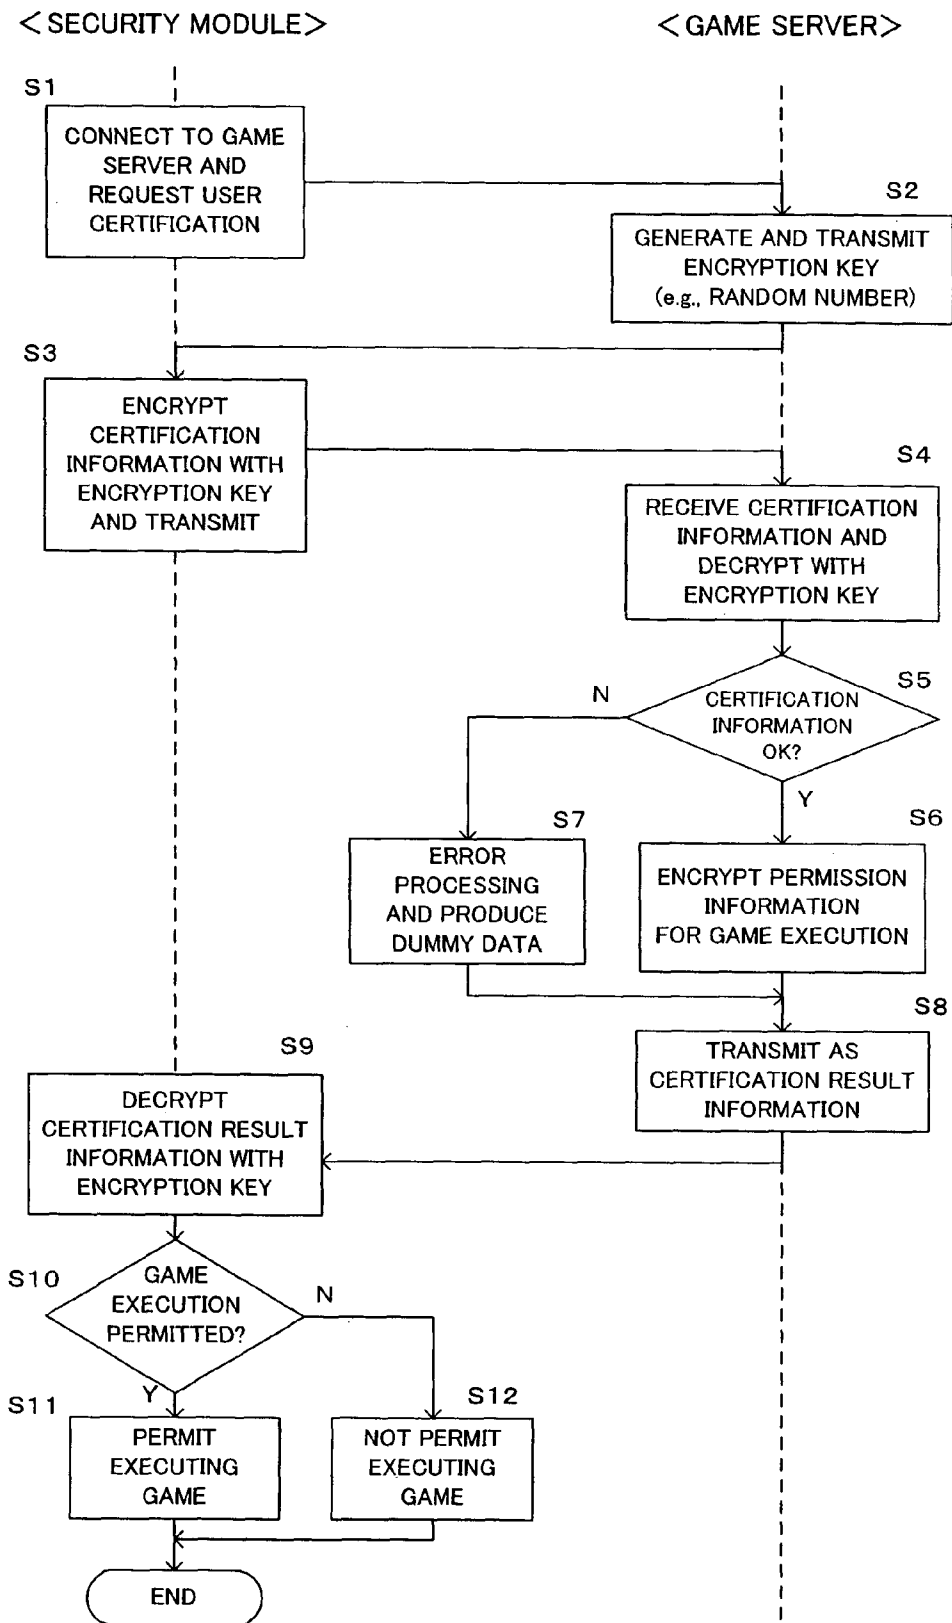 <SECURITY MODULE>
<GAME SERVER>
S1
CONNECT TO GAME
SERVER AND
REQUEST USER
CERTIFICATION
S2
GENERATE AND TRANSMIT
ENCRYPTION KEY
(e.g., RANDOM NUMBER)
S3
ENCRYPT
CERTIFICATION
INFORMATION WITH
ENCRYPTION KEY
AND TRANSMIT
S4
RECEIVE CERTIFICATION
INFORMATION AND
DECRYPT WITH
ENCRYPTION KEY
S5
CERTIFICATION
INFORMATION
OK?
N
Y
S7
ERROR
PROCESSING
AND PRODUCE
DUMMY DATA
S6
ENCRYPT PERMISSION
INFORMATION
FOR GAME EXECUTION
S8
TRANSMIT AS
CERTIFICATION RESULT
INFORMATION
S9
DECRYPT
CERTIFICATION RESULT
INFORMATION WITH
ENCRYPTION KEY
S10
GAME
EXECUTION
PERMITTED?
N
Y
S11
PERMIT
EXECUTING
GAME
S12
NOT PERMIT
EXECUTING
GAME
END